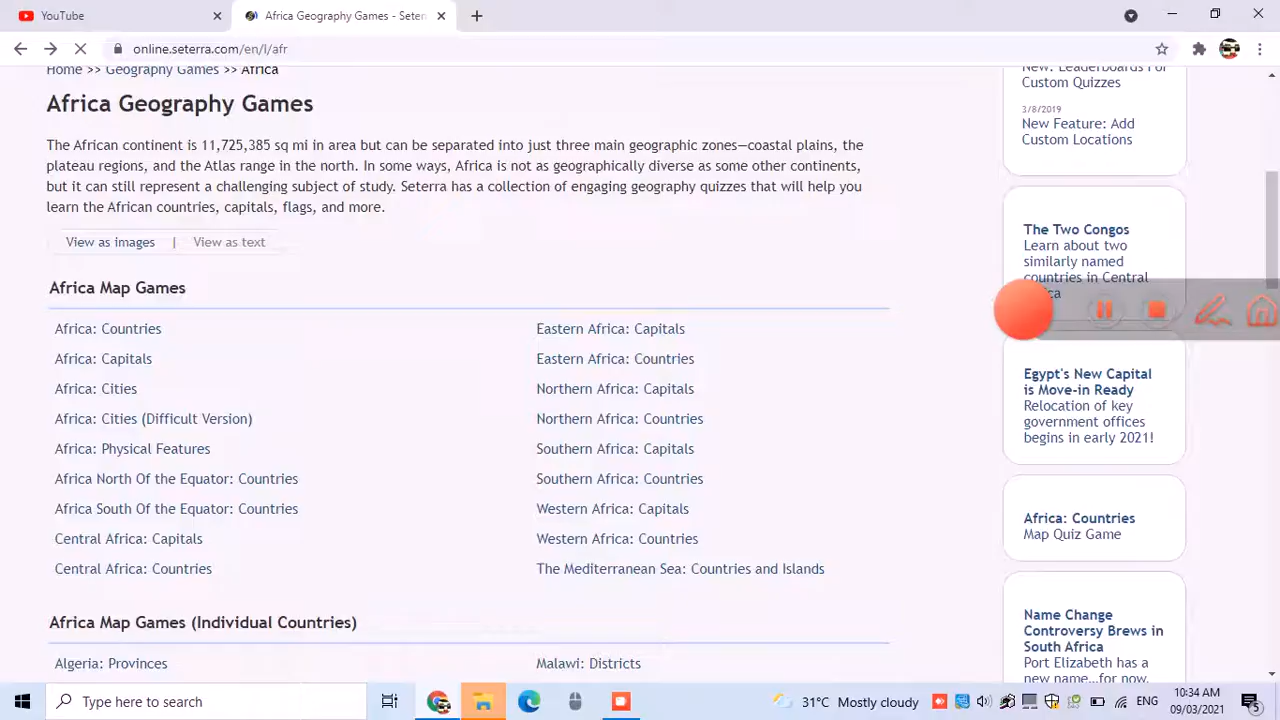 YouTube
Africa Geography Games - Seter
online.seterra.com/en/l/afr
Home >> Geography Games >> Africa
Africa Geography Games
The African continent is 11,725,385 sq mi in area but can be separated into just three main geographic zones—coastal plains, the
plateau regions, and the Atlas range in the north. In some ways, Africa is not as geographically diverse as some other continents,
but it can still represent a challenging subject of study. Seterra has a collection of engaging geography quizzes that will help you
learn the African countries, capitals, flags, and more.
View as images | View as text
Africa Map Games
Africa: Countries
Africa: Capitals
Africa: Cities
Africa: Cities (Difficult Version)
Africa: Physical Features
Africa North Of the Equator: Countries
Africa South Of the Equator: Countries
Central Africa: Capitals
Central Africa: Countries
Eastern Africa: Capitals
Eastern Africa: Countries
Northern Africa: Capitals
Northern Africa: Countries
Southern Africa: Capitals
Southern Africa: Countries
Western Africa: Capitals
Western Africa: Countries
The Mediterranean Sea: Countries and Islands
Africa Map Games (Individual Countries)
Algeria: Provinces
Malawi: Districts
New: Leaderboards For
Custom Quizzes
3/8/2019
New Feature: Add
Custom Locations
The Two Congos
Learn about two
similarly named
countries in Central
Egypt's New Capital
is Move-in Ready
Relocation of key
government offices
begins in early 2021!
Africa: Countries
Map Quiz Game
Name Change
Controversy Brews in
South Africa
Port Elizabeth has a
new name...for now.
Type here to search
31°C Mostly cloudy
ENG
10:34 AM
09/03/2021
5